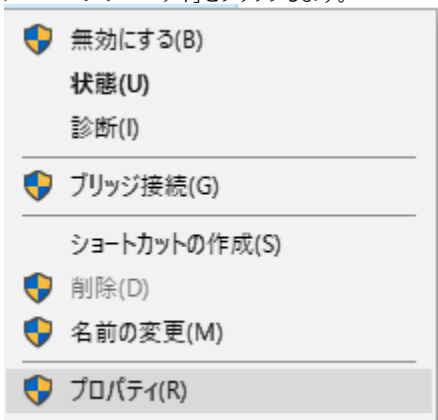 無効にする(B)
状態(U)
診断(I)
ブリッジ接続(G)
ショートカットの作成(S)
削除(D)
名前の変更(M)
プロパティ(R)